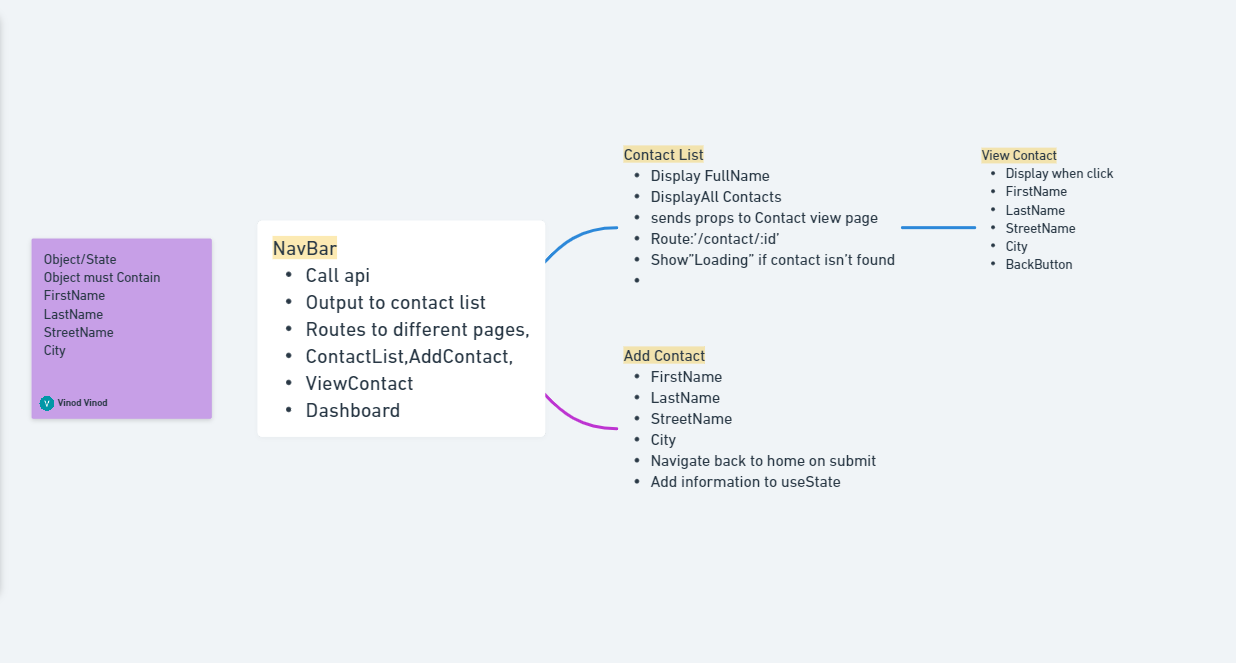 Object/State
Object must Contain
FirstName
LastName
StreetName
City
V
Vinod Vinod
NavBar
• Call api
• Output to contact list
• Routes to different pages,
• ContactList,AddContact,
• ViewContact
• Dashboard
Contact List
• Display FullName
• DisplayAll Contacts
• sends props to Contact view page
• Route:’/contact/:id’
• Show”Loading” if contact isn’t found
•
View Contact
• Display when click
• FirstName
• LastName
• StreetName
• City
• BackButton
Add Contact
• FirstName
• LastName
• StreetName
• City
• Navigate back to home on submit
• Add information to useState